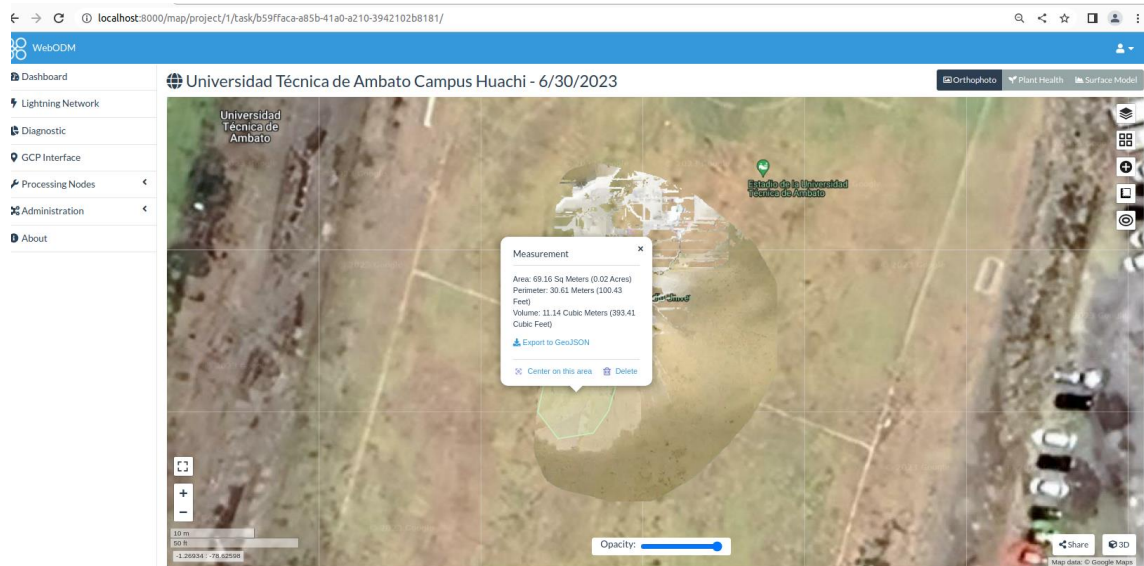 localhost:8000/map/project/1/task/b59ffaca-a85b-41a0-a210-3942102b8181/
WebODM
Dashboard
Lightning Network
Diagnostic
GCP Interface
Processing Nodes
Administration
About
Universidad Técnica de Ambato Campus Huachi - 6/30/2023
Orthophoto
Plant Health
Surface Model
Universidad
Técnica de
Ambato
Estadio de la Universidad
Técnica de Ambato
Measurement
Area: 69.16 Sq Meters (0.02 Acres)
Perimeter: 30.61 Meters (100.43
Feet)
Volume: 11.14 Cubic Meters (393.41
Cubic Feet)
Export to GeoJSON
Center on this area
Delete
+
−
10 m
50 ft
-1.26934 : -78.62598
Opacity:
Share
3D
Map data: © Google Maps